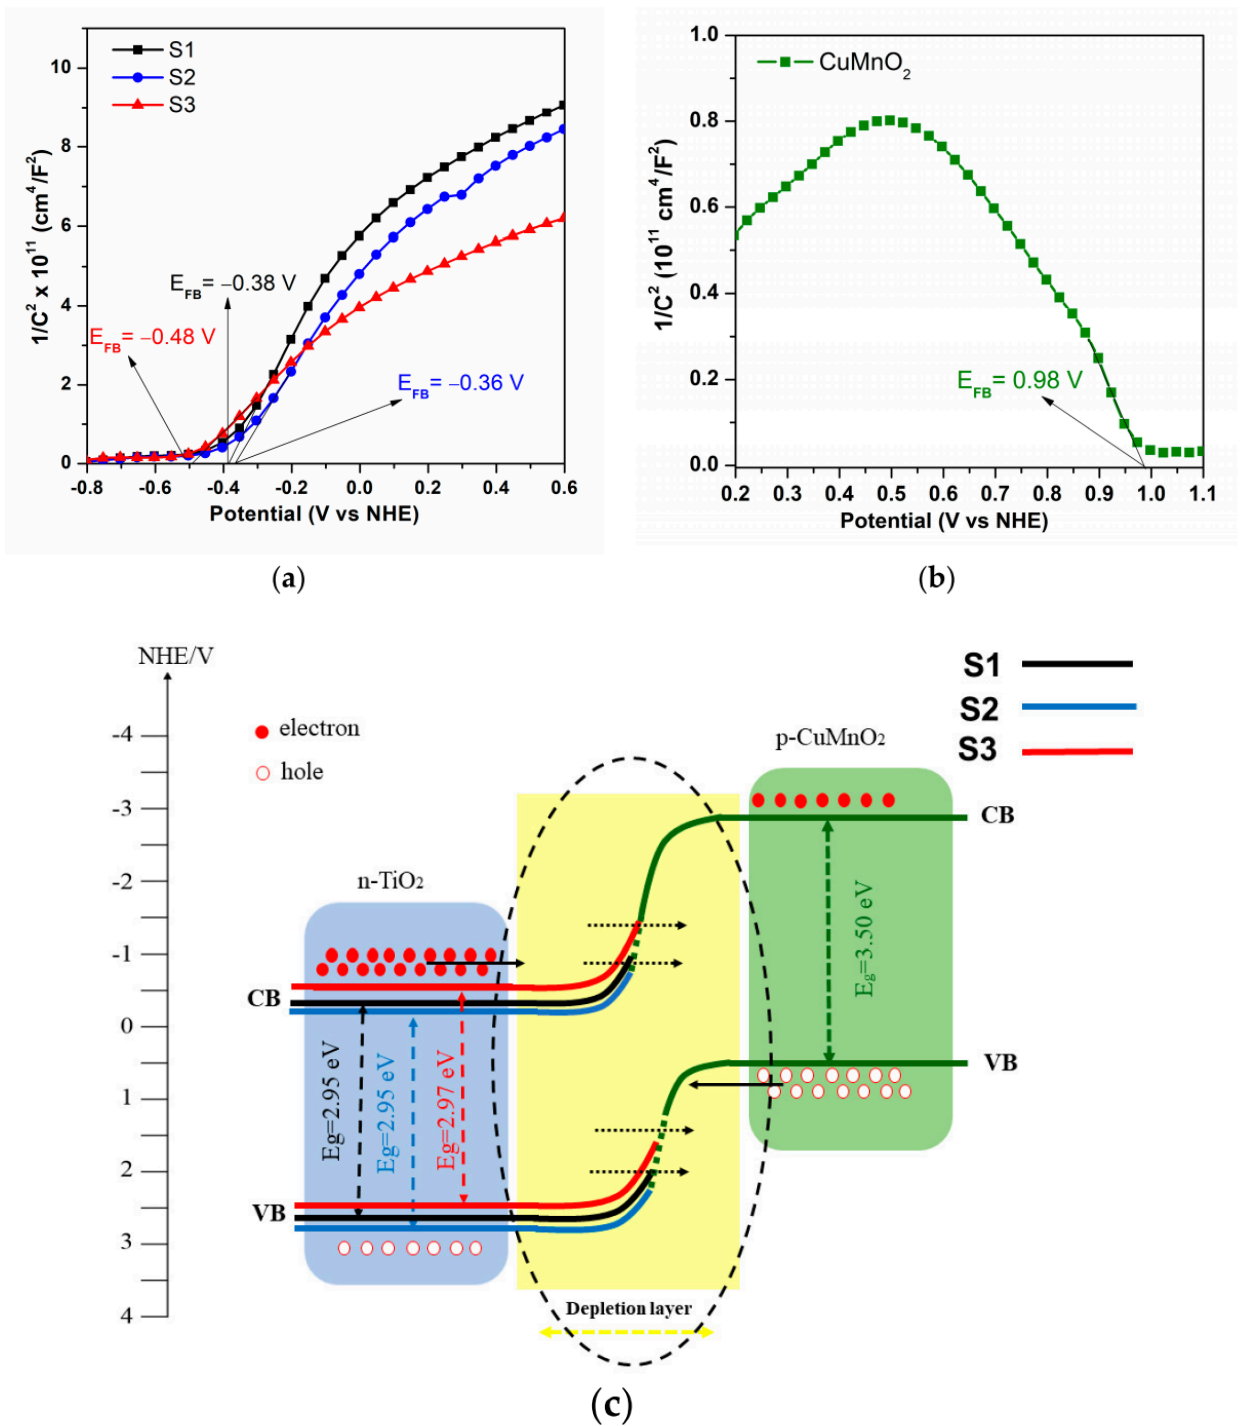 S1
S2
S3
10
8
6
4
2
0
1/C² x 10¹¹ (cm⁴/F²)
E_FB= −0.38 V
E_FB= −0.48 V
E_FB= −0.36 V
-0.8 -0.6 -0.4 -0.2 0.0 0.2 0.4 0.6
Potential (V vs NHE)
(a)
CuMnO₂
1.0
0.8
0.6
0.4
0.2
0.0
1/C² (10¹¹ cm⁴/F²)
E_FB= 0.98 V
0.2 0.3 0.4 0.5 0.6 0.7 0.8 0.9 1.0 1.1
Potential (V vs NHE)
(b)
NHE/V
-4
-3
-2
-1
0
1
2
3
4
electron
hole
S1
S2
S3
n-TiO₂
p-CuMnO₂
CB
VB
Eg=2.95 eV
Eg=2.95 eV
Eg=2.97 eV
CB
VB
E_g=3.50 eV
Depletion layer
(c)